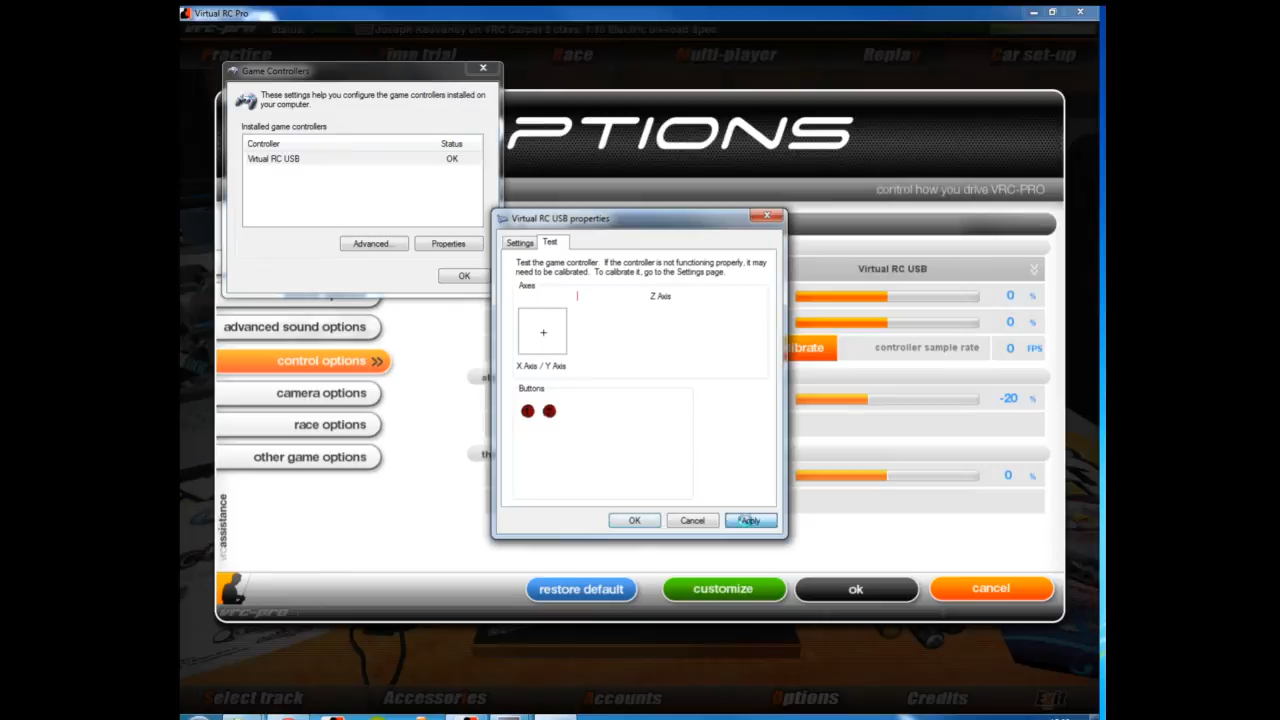 Virtual RC Pro
Status:
Practice
Time trial
Race
Multi-player
Replay
Car set-up
Game Controllers
These settings help you configure the game controllers installed on
your computer.
Installed game controllers
Controller Status
Virtual RC USB OK
Advanced... Properties
OK
PTIONS
control how you drive VRC-PRO
Virtual RC USB properties
Settings Test
Test the game controller. If the controller is not functioning properly, it may
need to be calibrated. To calibrate it, go to the Settings page.
Axes
Z Axis
X Axis / Y Axis
Buttons
OK Cancel Apply
Virtual RC USB
0 %
0 %
controller sample rate 0 FPS
-20 %
0 %
advanced sound options
control options
camera options
race options
other game options
vrcassistance
restore default customize ok cancel
vrc-pro
Select track Accessories Accounts Options Credits Exit